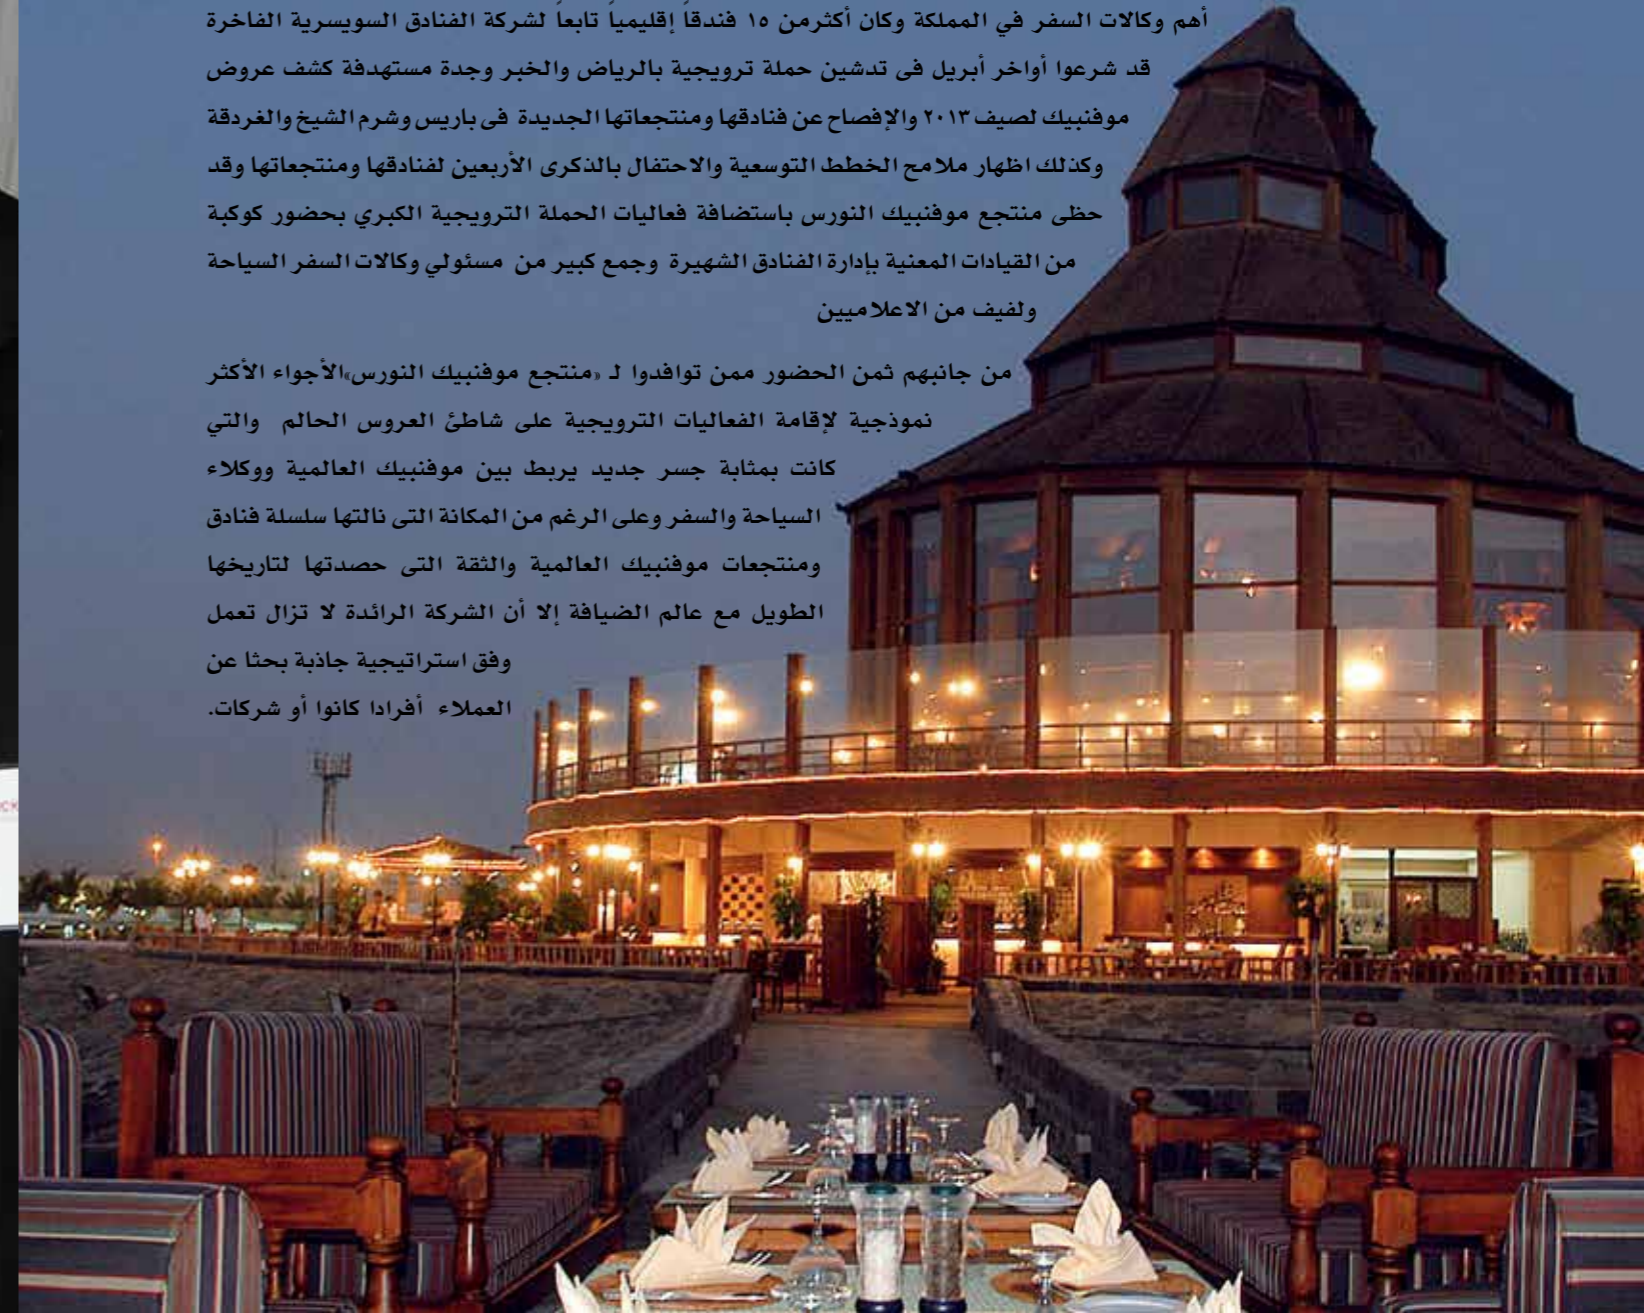 أهم وكالات السفر في المملكة وكان أكثرمن ١٥ فندقاً إقليمياً تابعاً لشركة الفنادق السويسرية الفاخرة
قد شرعوا أواخر أبريل فى تدشين حملة ترويجية بالرياض والخبر وجدة مستهدفة كشف عروض
موفنبيك لصيف ٢٠١٣ والإفصاح عن فنادقها ومنتجعاتها الجديدة فى باريس وشرم الشيخ والغردقة
وكذلك اظهار ملامح الخطط التوسعية والاحتفال بالذكرى الأربعين لفنادقها ومنتجعاتها وقد
حظى منتجع موفنبيك النورس باستضافة فعاليات الحملة الترويجية الكبري بحضور كوكبة
من القيادات المعنية بإدارة الفنادق الشهيرة وجمع كبير من مسئولي وكالات السفر السياحة
ولفيف من الاعلاميين
من جانبهم ثمن الحضور ممن توافدوا لـ «منتجع موفنبيك النورس»الأجواء الأكثر
نموذجية لإقامة الفعاليات الترويجية على شاطئ العروس الحالم والتي
كانت بمثابة جسر جديد يربط بين موفنبيك العالمية ووكلاء
السياحة والسفر وعلى الرغم من المكانة التى نالتها سلسلة فنادق
ومنتجعات موفنبيك العالمية والثقة التى حصدتها لتاريخها
الطويل مع عالم الضيافة إلا أن الشركة الرائدة لا تزال تعمل
وفق استراتيجية جاذبة بحثا عن
العملاء أفرادا كانوا أو شركات.